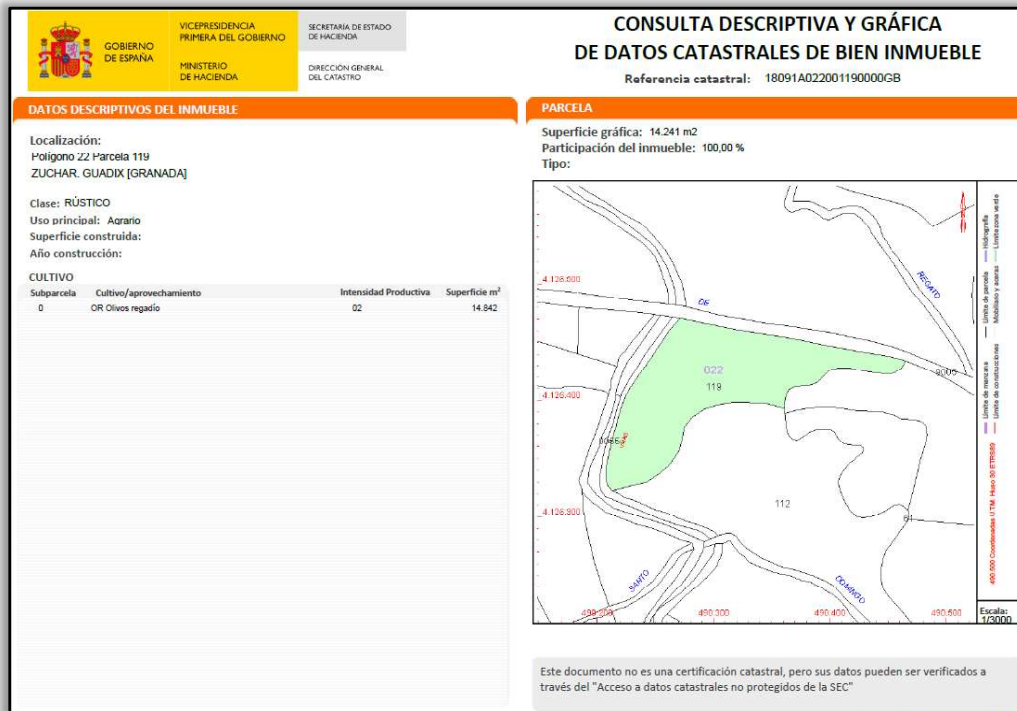 GOBIERNO
DE ESPAÑA
VICEPRESIDENCIA
PRIMERA DEL GOBIERNO
MINISTERIO
DE HACIENDA
SECRETARÍA DE ESTADO
DE HACIENDA
DIRECCIÓN GENERAL
DEL CATASTRO
CONSULTA DESCRIPTIVA Y GRÁFICA
DE DATOS CATASTRALES DE BIEN INMUEBLE
Referencia catastral: 18091A022001190000GB
DATOS DESCRIPTIVOS DEL INMUEBLE
Localización:
Polígono 22 Parcela 119
ZUCHAR. GUADIX [GRANADA]
Clase: RÚSTICO
Uso principal: Agrario
Superficie construida:
Año construcción:
CULTIVO
Subparcela Cultivo/aprovechamiento Intensidad Productiva Superficie m²
0 OR Olivos regadío 02 14.842
PARCELA
Superficie gráfica: 14.241 m2
Participación del inmueble: 100,00 %
Tipo:
REGATO
DE
022
119
9005
4.126.400
112
61
4.126.300
SANTO
DOMINGO
490.300
490.400
490.500
Límite de manzana
Límite de parcela
Hidrografía
Límite de construcciones
Mobiliario y aceras
Límite zona verde
490.500 Coordenadas U.T.M. Huso 30 ETRS89
Escala:
1/3000
Este documento no es una certificación catastral, pero sus datos pueden ser verificados a
través del "Acceso a datos catastrales no protegidos de la SEC"